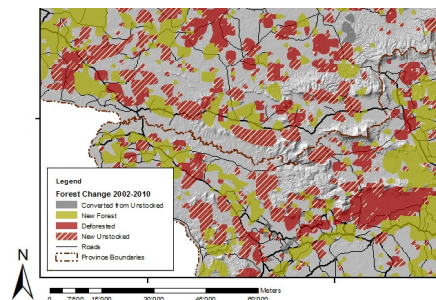 Legend
Forest Change 2002-2010
Converted from Unstocked
New Forest
Deforested
New Unstocked
Roads
Province Boundaries
N
0 7'500 15'000 30'000 45'000 60'000 Meters